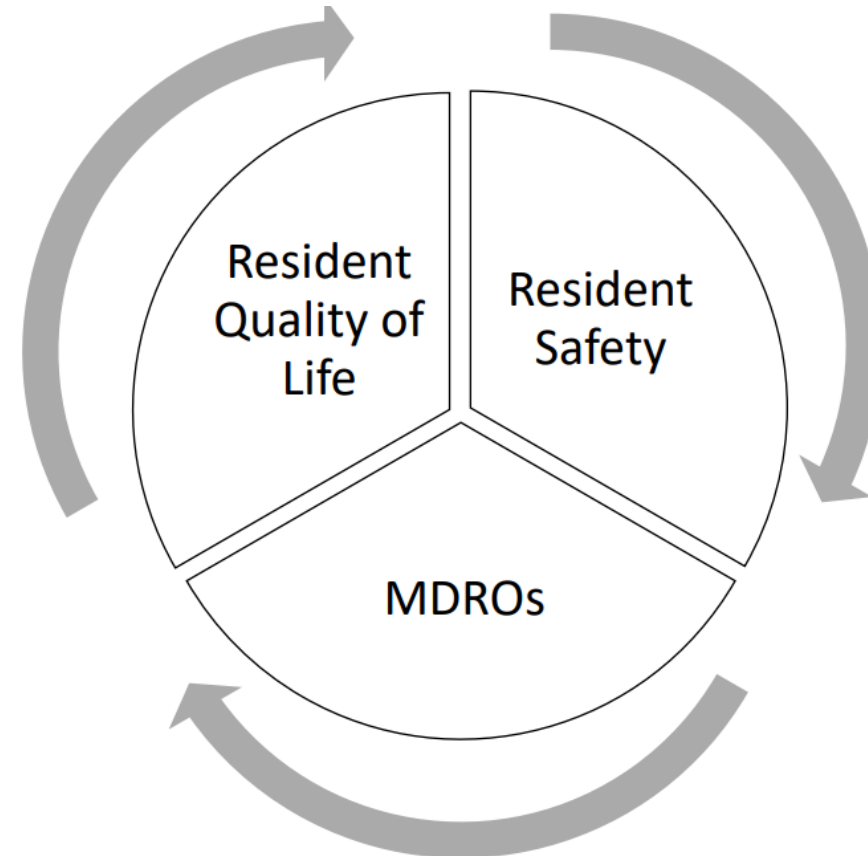 Resident
Quality of
Life
Resident
Safety
MDROs